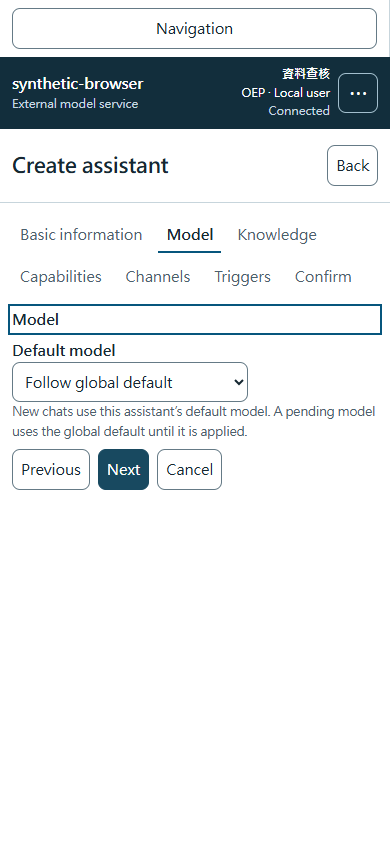 Navigation
synthetic-browser
External model service
資料查核
OEP · Local user
Connected
...
Create assistant
Back
Basic information
Model
Knowledge
Capabilities
Channels
Triggers
Confirm
Model
Default model
Follow global default
New chats use this assistant's default model. A pending model
uses the global default until it is applied.
Previous
Next
Cancel